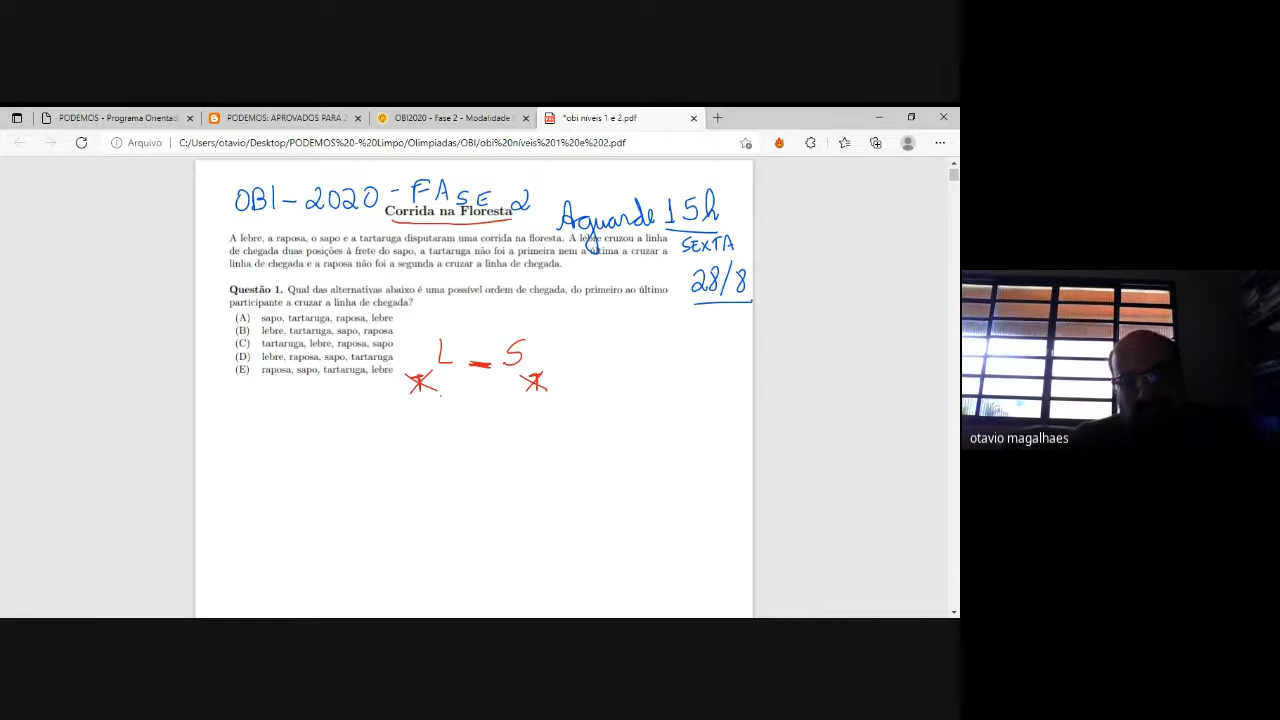 PODEMOS - Programa Orientad
PODEMOS: APROVADOS PARA 2
OBI2020 - Fase 2 - Modalidade I
*obi níveis 1 e 2.pdf
Arquivo
C:/Users/otavio/Desktop/PODEMOS%20-%20Limpo/Olimpiadas/OBI/obi%20níveis%201%20e%202.pdf
OBI-2020 - FASE 2
Corrida na Floresta
Aguarde 15h
SEXTA
28/8
A lebre, a raposa, o sapo e a tartaruga disputaram uma corrida na floresta. A lebre cruzou a linha
de chegada duas posições à frete do sapo, a tartaruga não foi a primeira nem a última a cruzar a
linha de chegada e a raposa não foi a segunda a cruzar a linha de chegada.
Questão 1. Qual das alternativas abaixo é uma possível ordem de chegada, do primeiro ao último
participante a cruzar a linha de chegada?
(A) sapo, tartaruga, raposa, lebre
(B) lebre, tartaruga, sapo, raposa
(C) tartaruga, lebre, raposa, sapo
(D) lebre, raposa, sapo, tartaruga
(E) raposa, sapo, tartaruga, lebre
L - S
T T
otavio magalhaes